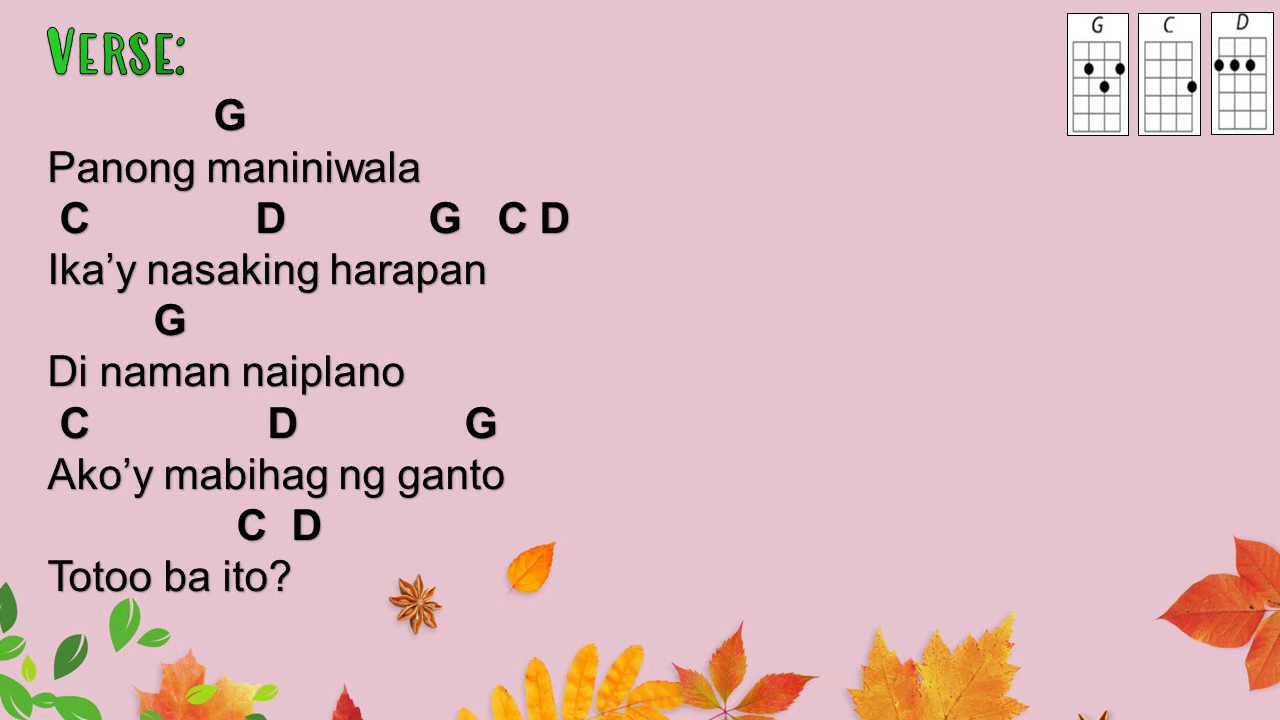 VERSE:
G C D
G
Panong maniniwala
C D G C D
Ika’y nasaking harapan
G
Di naman naiplano
C D G
Ako’y mabihag ng ganto
C D
Totoo ba ito?